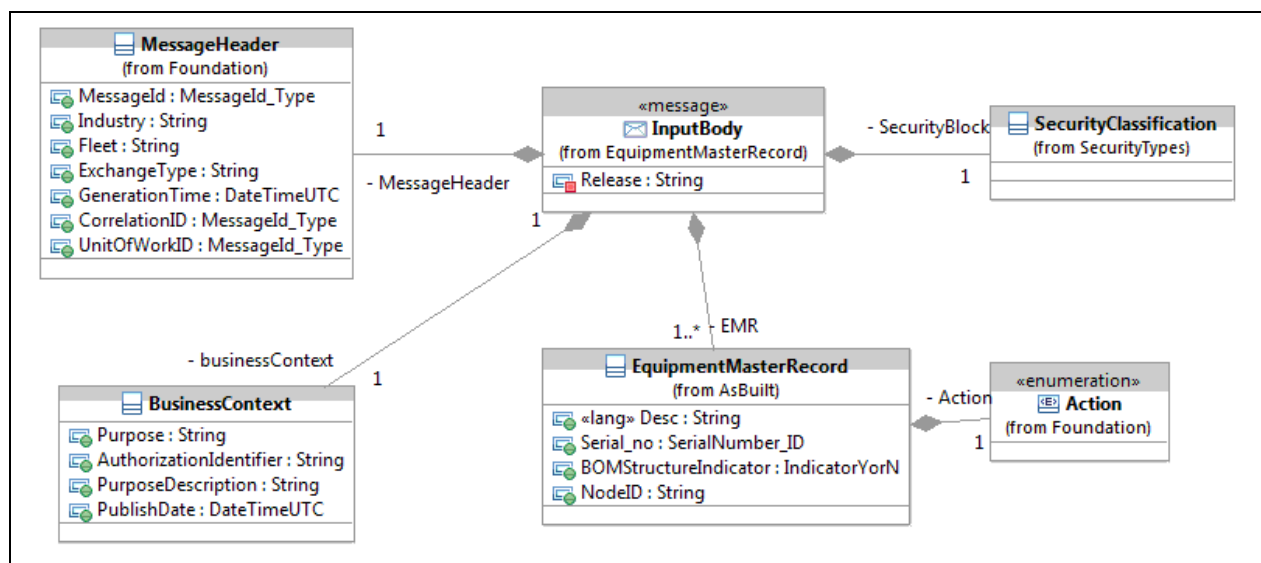 MessageHeader
(from Foundation)
MessageId : MessageId_Type
Industry : String
Fleet : String
ExchangeType : String
GenerationTime : DateTimeUTC
CorrelationID : MessageId_Type
UnitOfWorkID : MessageId_Type
1
- MessageHeader
«message»
InputBody
(from EquipmentMasterRecord)
Release : String
- SecurityBlock
1
SecurityClassification
(from SecurityTypes)
1
- businessContext
1
BusinessContext
Purpose : String
AuthorizationIdentifier : String
PurposeDescription : String
PublishDate : DateTimeUTC
1..*
- EMR
EquipmentMasterRecord
(from AsBuilt)
«lang» Desc : String
Serial_no : SerialNumber_ID
BOMStructureIndicator : IndicatorYorN
NodeID : String
- Action
1
«enumeration»
<E> Action
(from Foundation)